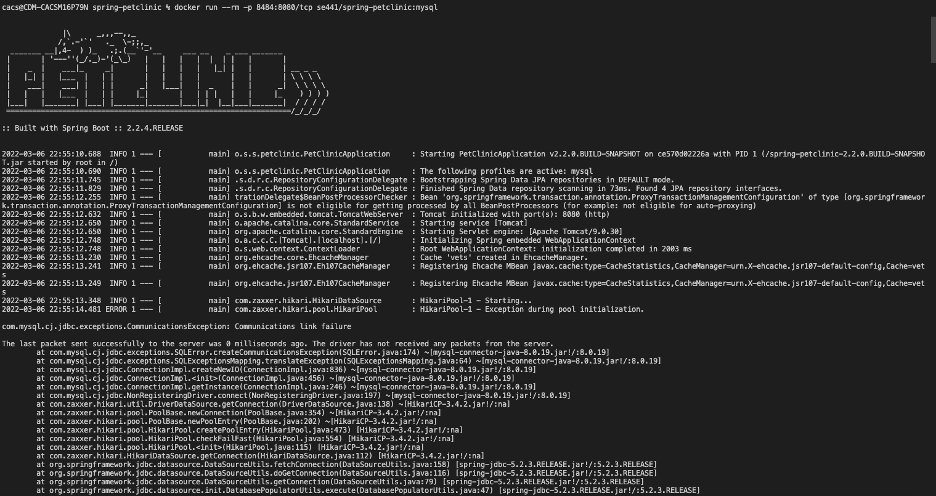 cacs@CDM-CACSM16P79N spring-petclinic % docker run --rm -p 8484:8080/tcp se441/spring-petclinic:mysql
:: Built with Spring Boot :: 2.2.4.RELEASE
2022-03-06 22:55:10.688  INFO 1 --- [           main] o.s.s.petclinic.PetClinicApplication     : Starting PetClinicApplication v2.2.0.BUILD-SNAPSHOT on ce570d02226a with PID 1 (/spring-petclinic-2.2.0.BUILD-SNAPSHO
T.jar started by root in /)
2022-03-06 22:55:10.690  INFO 1 --- [           main] o.s.s.petclinic.PetClinicApplication     : The following profiles are active: mysql
2022-03-06 22:55:11.715  INFO 1 --- [           main] .s.d.r.c.RepositoryConfigurationDelegate : Bootstrapping Spring Data JPA repositories in DEFAULT mode.
2022-03-06 22:55:11.829  INFO 1 --- [           main] .s.d.r.c.RepositoryConfigurationDelegate : Finished Spring Data repository scanning in 73ms. Found 4 JPA repository interfaces.
2022-03-06 22:55:12.255  INFO 1 --- [           main] trationDelegate$BeanPostProcessorChecker : Bean 'org.springframework.transaction.annotation.ProxyTransactionManagementConfiguration' of type [org.springframewor
k.transaction.annotation.ProxyTransactionManagementConfiguration] is not eligible for getting processed by all BeanPostProcessors (for example: not eligible for auto-proxying)
2022-03-06 22:55:12.632  INFO 1 --- [           main] o.s.b.w.embedded.tomcat.TomcatWebServer  : Tomcat initialized with port(s): 8080 (http)
2022-03-06 22:55:12.650  INFO 1 --- [           main] o.apache.catalina.core.StandardService   : Starting service [Tomcat]
2022-03-06 22:55:12.650  INFO 1 --- [           main] org.apache.catalina.core.StandardEngine  : Starting Servlet engine: [Apache Tomcat/9.0.30]
2022-03-06 22:55:12.748  INFO 1 --- [           main] o.a.c.c.C.[Tomcat].[localhost].[/]       : Initializing Spring embedded WebApplicationContext
2022-03-06 22:55:12.748  INFO 1 --- [           main] o.s.web.context.ContextLoader            : Root WebApplicationContext: initialization completed in 2003 ms
2022-03-06 22:55:13.230  INFO 1 --- [           main] org.ehcache.core.EhcacheManager          : Cache 'vets' created in EhcacheManager.
2022-03-06 22:55:13.241  INFO 1 --- [           main] org.ehcache.jsr107.Eh107CacheManager     : Registering Ehcache MBean javax.cache:type=CacheStatistics,CacheManager=urn.X-ehcache.jsr107-default-config,Cache=vet
s
2022-03-06 22:55:13.249  INFO 1 --- [           main] org.ehcache.jsr107.Eh107CacheManager     : Registering Ehcache MBean javax.cache:type=CacheStatistics,CacheManager=urn.X-ehcache.jsr107-default-config,Cache=vet
s
2022-03-06 22:55:13.348  INFO 1 --- [           main] com.zaxxer.hikari.HikariDataSource       : HikariPool-1 - Starting...
2022-03-06 22:55:14.481 ERROR 1 --- [           main] com.zaxxer.hikari.pool.HikariPool        : HikariPool-1 - Exception during pool initialization.
com.mysql.cj.jdbc.exceptions.CommunicationsException: Communications link failure
The last packet sent successfully to the server was 0 milliseconds ago. The driver has not received any packets from the server.
at com.mysql.cj.jdbc.exceptions.SQLError.createCommunicationsException(SQLError.java:174) ~[mysql-connector-java-8.0.19.jar!/:8.0.19]
at com.mysql.cj.jdbc.exceptions.SQLExceptionsMapping.translateException(SQLExceptionsMapping.java:64) ~[mysql-connector-java-8.0.19.jar!/:8.0.19]
at com.mysql.cj.jdbc.ConnectionImpl.createNewIO(ConnectionImpl.java:836) ~[mysql-connector-java-8.0.19.jar!/:8.0.19]
at com.mysql.cj.jdbc.ConnectionImpl.<init>(ConnectionImpl.java:456) ~[mysql-connector-java-8.0.19.jar!/:8.0.19]
at com.mysql.cj.jdbc.ConnectionImpl.getInstance(ConnectionImpl.java:246) ~[mysql-connector-java-8.0.19.jar!/:8.0.19]
at com.mysql.cj.jdbc.NonRegisteringDriver.connect(NonRegisteringDriver.java:197) ~[mysql-connector-java-8.0.19.jar!/:8.0.19]
at com.zaxxer.hikari.util.DriverDataSource.getConnection(DriverDataSource.java:138) ~[HikariCP-3.4.2.jar!/:na]
at com.zaxxer.hikari.pool.PoolBase.newConnection(PoolBase.java:354) ~[HikariCP-3.4.2.jar!/:na]
at com.zaxxer.hikari.pool.PoolBase.newPoolEntry(PoolBase.java:202) ~[HikariCP-3.4.2.jar!/:na]
at com.zaxxer.hikari.pool.HikariPool.createPoolEntry(HikariPool.java:473) [HikariCP-3.4.2.jar!/:na]
at com.zaxxer.hikari.pool.HikariPool.checkFailFast(HikariPool.java:554) [HikariCP-3.4.2.jar!/:na]
at com.zaxxer.hikari.pool.HikariPool.<init>(HikariPool.java:115) [HikariCP-3.4.2.jar!/:na]
at com.zaxxer.hikari.HikariDataSource.getConnection(HikariDataSource.java:112) [HikariCP-3.4.2.jar!/:na]
at org.springframework.jdbc.datasource.DataSourceUtils.fetchConnection(DataSourceUtils.java:158) [spring-jdbc-5.2.3.RELEASE.jar!/:5.2.3.RELEASE]
at org.springframework.jdbc.datasource.DataSourceUtils.doGetConnection(DataSourceUtils.java:116) [spring-jdbc-5.2.3.RELEASE.jar!/:5.2.3.RELEASE]
at org.springframework.jdbc.datasource.DataSourceUtils.getConnection(DataSourceUtils.java:79) [spring-jdbc-5.2.3.RELEASE.jar!/:5.2.3.RELEASE]
at org.springframework.jdbc.datasource.init.DatabasePopulatorUtils.execute(DatabasePopulatorUtils.java:47) [spring-jdbc-5.2.3.RELEASE.jar!/:5.2.3.RELEASE]